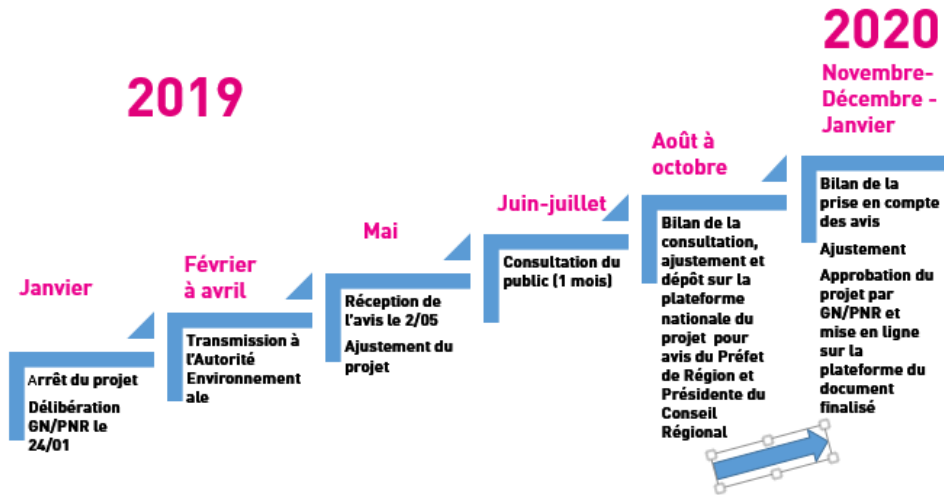 2019
2020
Novembre-
Décembre -
Janvier
Janvier
Arrêt du projet
Délibération
GN/PNR le
24/01
Février
à avril
Transmission à
l'Autorité
Environnement
ale
Mai
Réception de
l'avis le 2/05
Ajustement du
projet
Juin-juillet
Consultation du
public (1 mois)
Août à
octobre
Bilan de la
consultation,
ajustement et
dépôt sur la
plateforme
nationale du
projet pour
avis du Préfet
de Région et
Présidente du
Conseil
Régional
Bilan de la
prise en compte
des avis
Ajustement
Approbation du
projet par
GN/PNR et
mise en ligne
sur la
plateforme du
document
finalisé